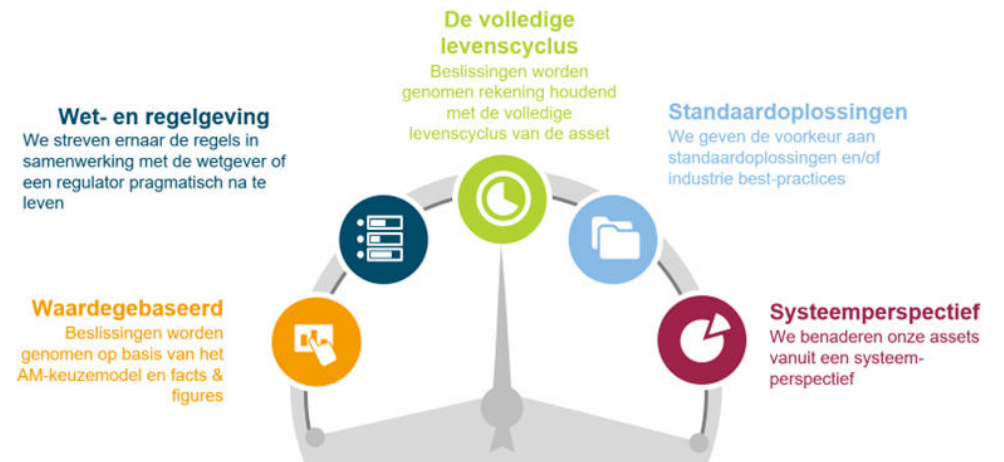 De volledige
levenscyclus
Beslissingen worden
genomen rekening houdend
met de volledige
levenscyclus van de asset
Wet- en regelgeving
We streven ernaar de regels in
samenwerking met de wetgever of
een regulator pragmatisch na te
leven
Standaardoplossingen
We geven de voorkeur aan
standaardoplossingen en/of
industrie best-practices
Waardegebaseerd
Beslissingen worden
genomen op basis van het
AM-keuzemodel en facts &
figures
Systeemperspectief
We benaderen onze assets
vanuit een systeem-
perspectief